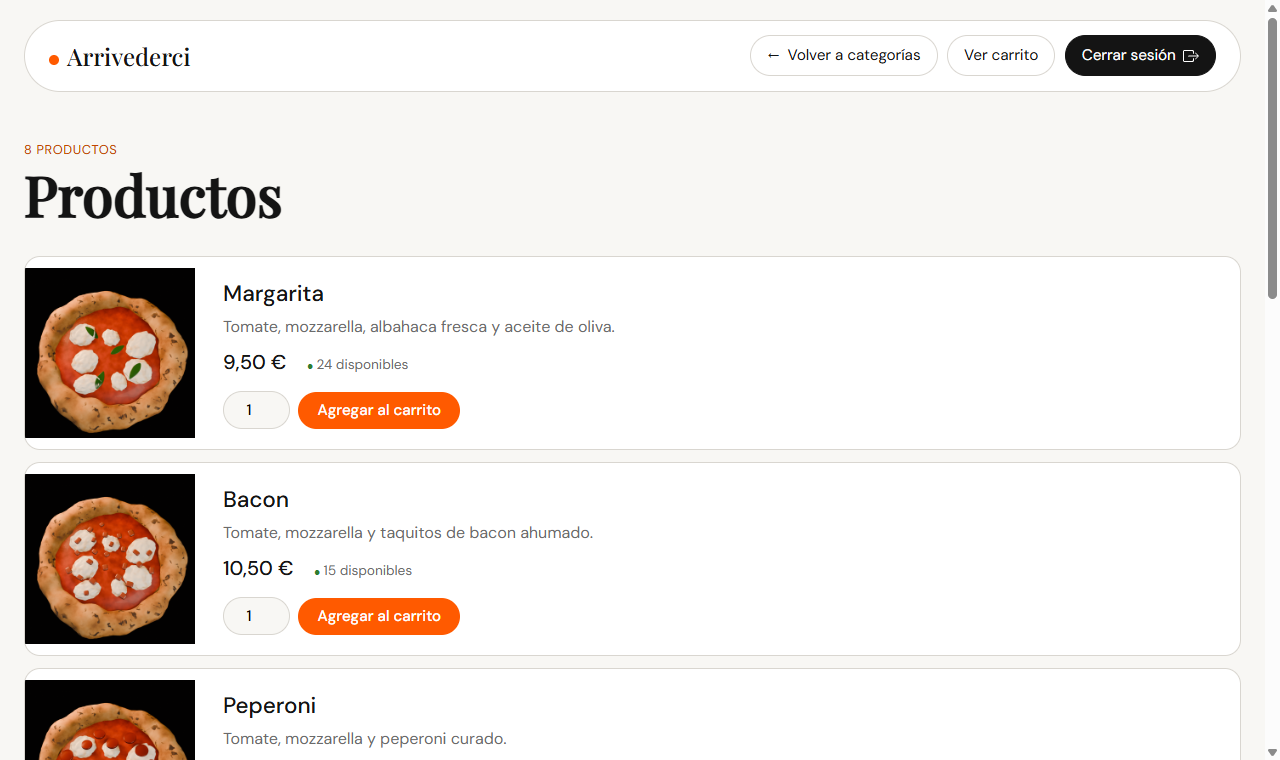 Arrivederci
← Volver a categorías
Ver carrito
Cerrar sesión
8 PRODUCTOS
Productos
Margarita
Tomate, mozzarella, albahaca fresca y aceite de oliva.
9,50 €
24 disponibles
1
Agregar al carrito
Bacon
Tomate, mozzarella y taquitos de bacon ahumado.
10,50 €
15 disponibles
1
Agregar al carrito
Peperoni
Tomate, mozzarella y peperoni curado.